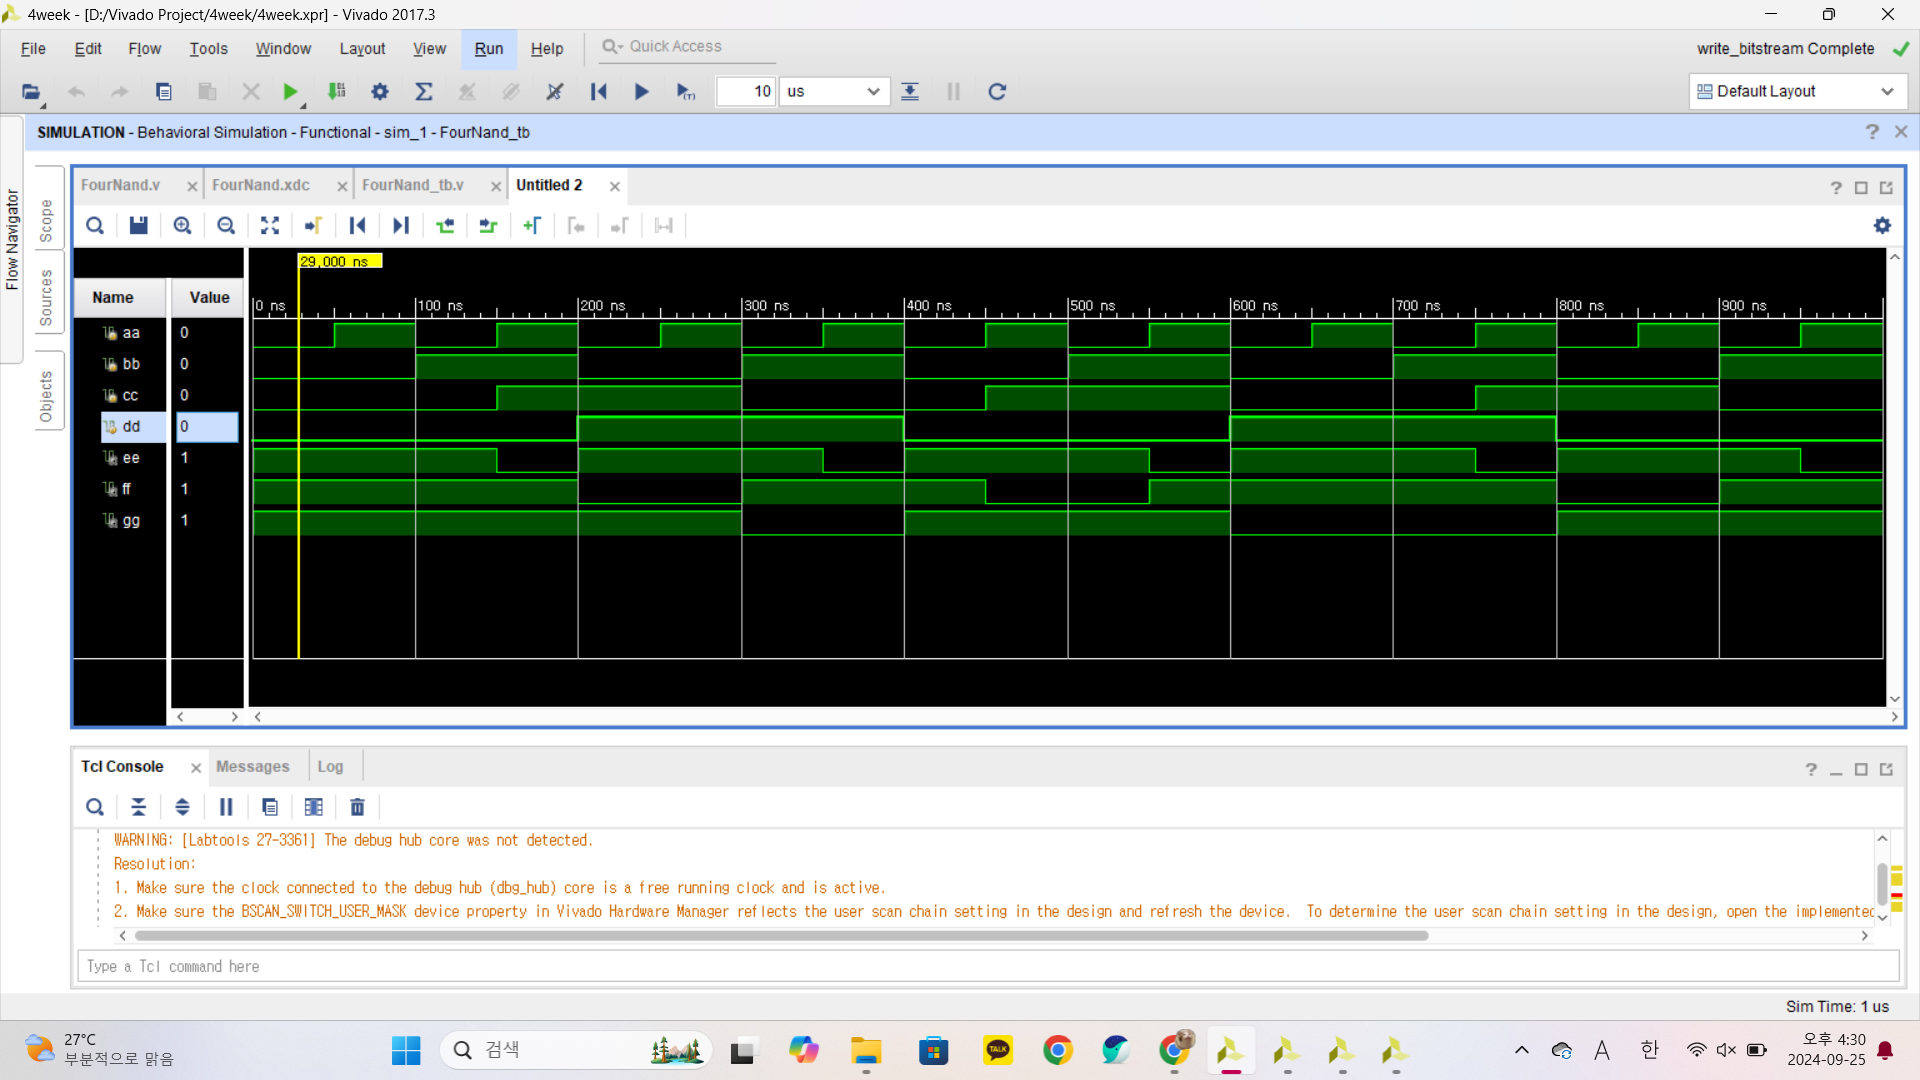 4week - [D:/Vivado Project/4week/4week.xpr] - Vivado 2017.3
File Edit Flow Tools Window Layout View Run Help Quick Access
write_bitstream Complete
10 us
Default Layout
SIMULATION - Behavioral Simulation - Functional - sim_1 - FourNand_tb
Flow Navigator
Scope
Sources
Objects
FourNand.v FourNand.xdc FourNand_tb.v Untitled 2
29,000 ns
Name Value
0 ns 100 ns 200 ns 300 ns 400 ns 500 ns 600 ns 700 ns 800 ns 900 ns
aa 0
bb 0
cc 0
dd 0
ee 1
ff 1
gg 1
Tcl Console Messages Log
WARNING: [Labtools 27-3361] The debug hub core was not detected.
Resolution:
1. Make sure the clock connected to the debug hub (dbg_hub) core is a free running clock and is active.
2. Make sure the BSCAN_SWITCH_USER_MASK device property in Vivado Hardware Manager reflects the user scan chain setting in the design and refresh the device.  To determine the user scan chain setting in the design, open the implemented
Type a Tcl command here
Sim Time: 1 us
27°C
부분적으로 맑음
검색
TALK
A 한
오후 4:30
2024-09-25